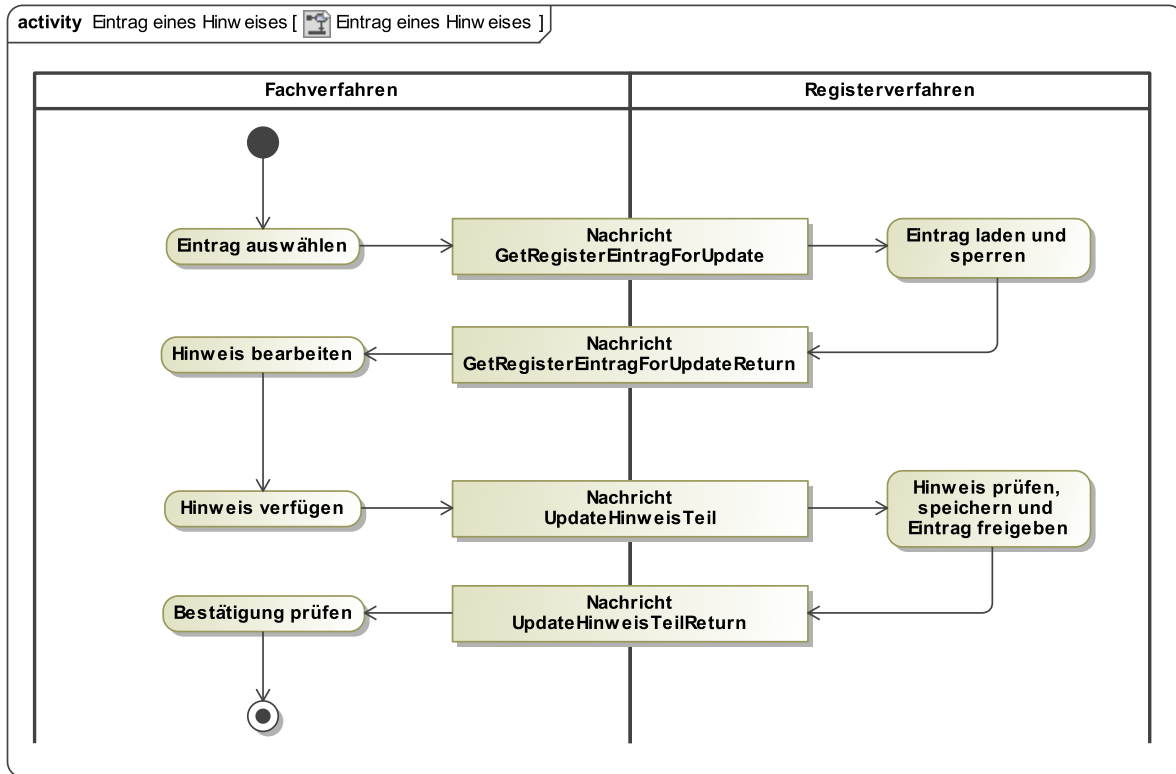 activity Eintrag eines Hinweises [ Eintrag eines Hinweises ]
Fachverfahren
Registerverfahren
Eintrag auswählen
Nachricht
GetRegisterEintragForUpdate
Eintrag laden und
sperren
Hinweis bearbeiten
Nachricht
GetRegisterEintragForUpdateReturn
Hinweis verfügen
Nachricht
UpdateHinweisTeil
Hinweis prüfen,
speichern und
Eintrag freigeben
Bestätigung prüfen
Nachricht
UpdateHinweisTeilReturn